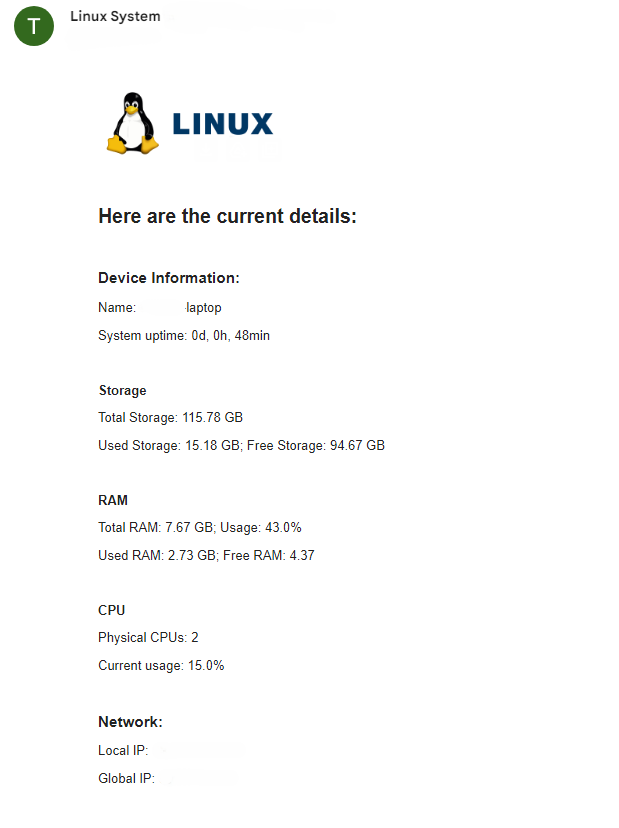 T
Linux System
LINUX
Here are the current details:
Device Information:
Name: -laptop
System uptime: 0d, 0h, 48min
Storage
Total Storage: 115.78 GB
Used Storage: 15.18 GB; Free Storage: 94.67 GB
RAM
Total RAM: 7.67 GB; Usage: 43.0%
Used RAM: 2.73 GB; Free RAM: 4.37
CPU
Physical CPUs: 2
Current usage: 15.0%
Network:
Local IP:
Global IP: